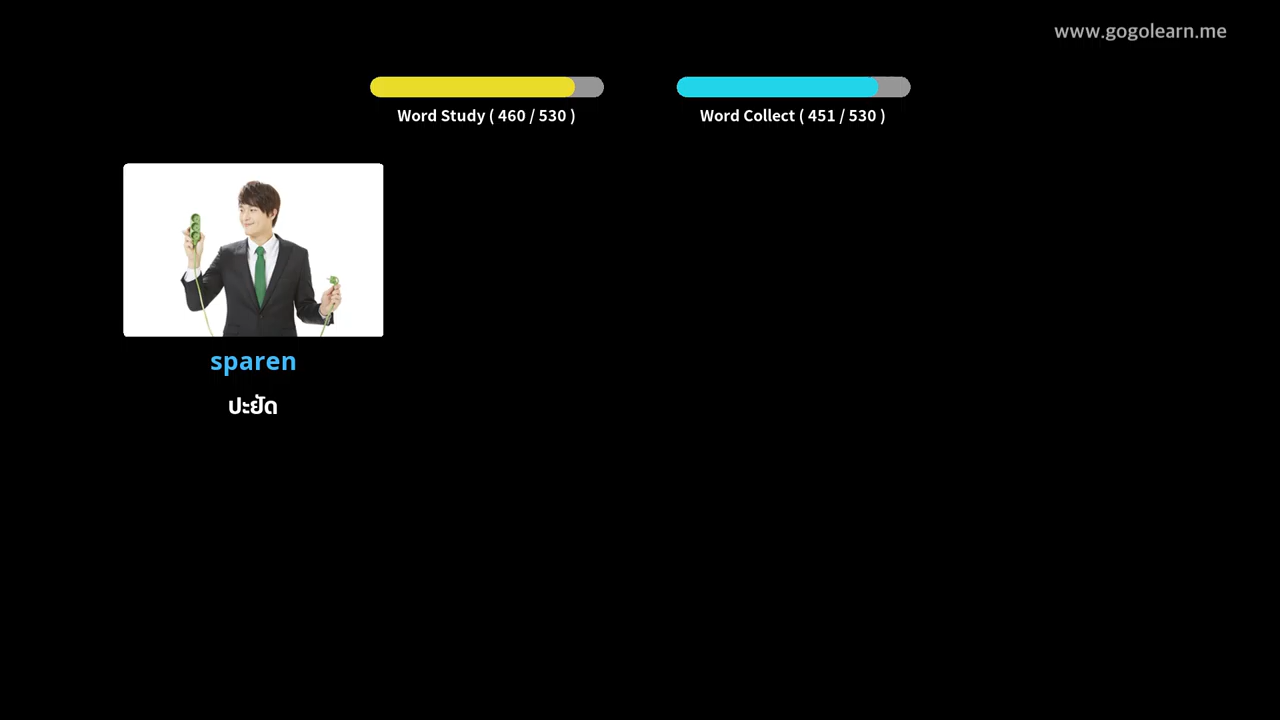 www.gogolearn.me
Word Study ( 460 / 530 )
Word Collect ( 451 / 530 )
sparen
ประหยัด